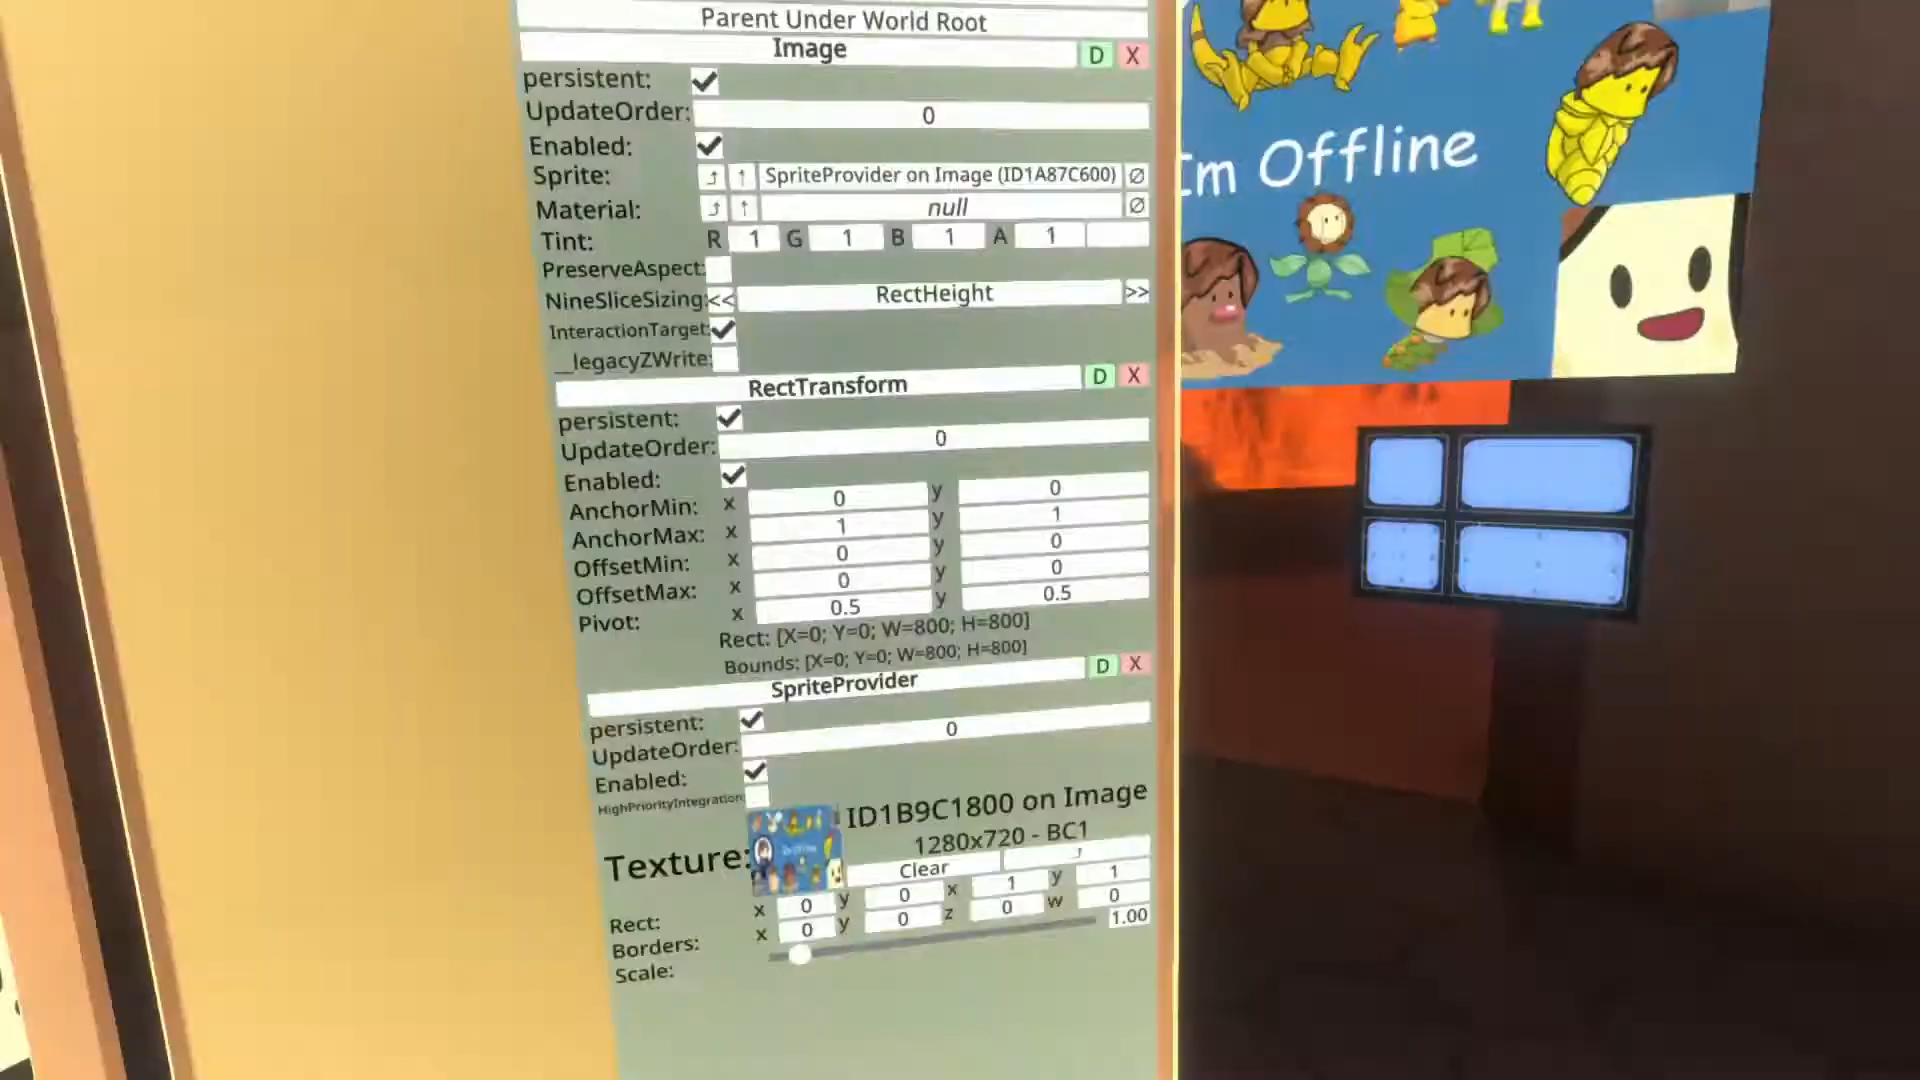 Parent Under World Root
Image D X
persistent:
UpdateOrder: 0
Enabled:
Sprite: SpriteProvider on Image (ID1A87C600)
Material: null
Tint: R 1 G 1 B 1 A 1
PreserveAspect:
NineSliceSizing: << RectHeight >>
InteractionTarget:
__legacyZWrite:
RectTransform D X
persistent:
UpdateOrder: 0
Enabled:
AnchorMin: x 0 y 0
AnchorMax: x 1 y 1
OffsetMin: x 0 y 0
OffsetMax: x 0 y 0
Pivot: x 0.5 y 0.5
Rect: [X=0; Y=0; W=800; H=800]
Bounds: [X=0; Y=0; W=800; H=800]
SpriteProvider D X
persistent:
UpdateOrder: 0
Enabled:
HighPriorityIntegration:
Texture: ID1B9C1800 on Image
1280x720 - BC1
Clear
Rect: x 0 y 0 x 1 y 1
Borders: x 0 y 0 z 0 w 0
Scale: 1.00
Im Offline